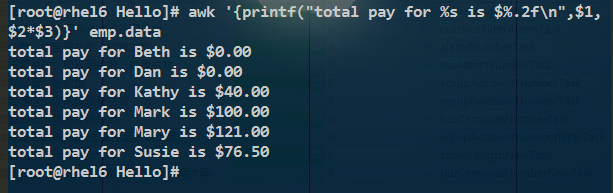 [root@rhel6 Hello]# awk '{printf("total pay for %s is $%.2f\n",$1,
$2*$3)}' emp.data
total pay for Beth is $0.00
total pay for Dan is $0.00
total pay for Kathy is $40.00
total pay for Mark is $100.00
total pay for Mary is $121.00
total pay for Susie is $76.50
[root@rhel6 Hello]#